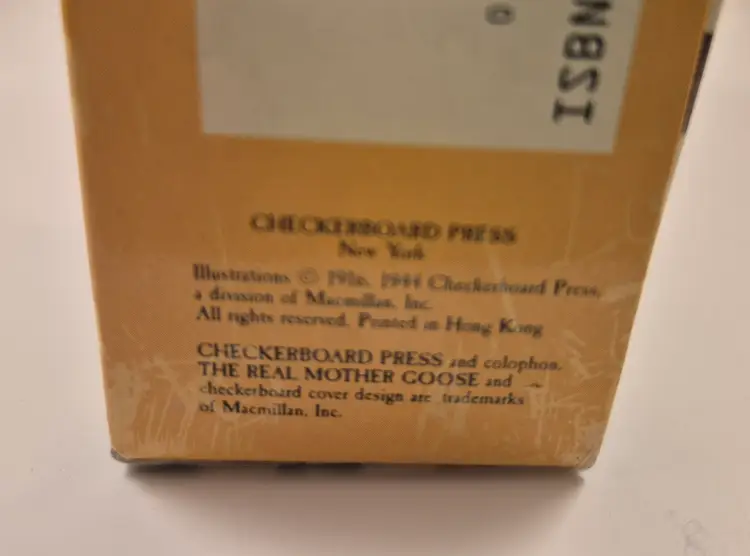 ISBN
0
CHECKERBOARD PRESS
New York
Illustrations © 1916, 1944 Checkerboard Press,
a division of Macmillan, Inc.
All rights reserved. Printed in Hong Kong
CHECKERBOARD PRESS and colophon,
THE REAL MOTHER GOOSE and
checkerboard cover design are trademarks
of Macmillan, Inc.